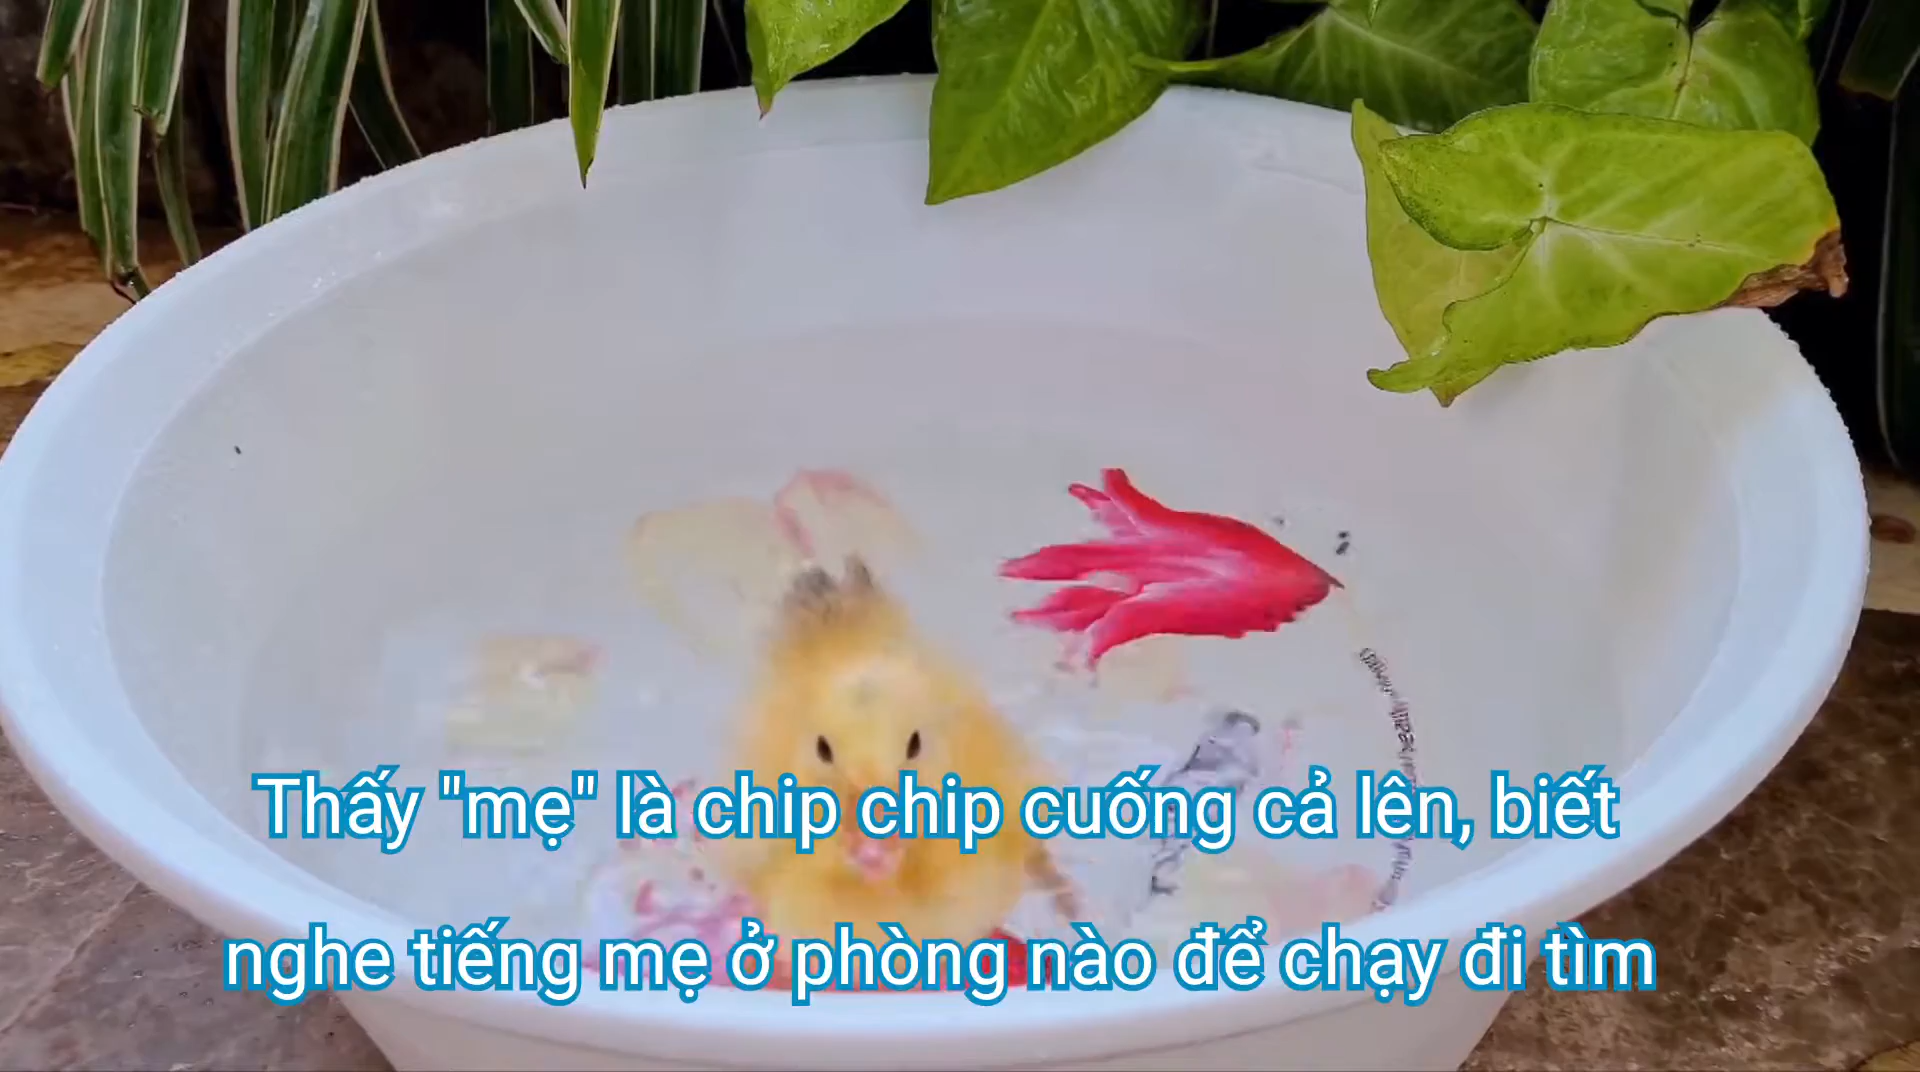 Thấy "mẹ" là chip chip cuống cả lên, biết
nghe tiếng mẹ ở phòng nào để chạy đi tìm